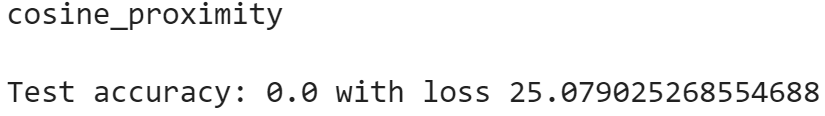 cosine_proximity
Test accuracy: 0.0 with loss 25.079025268554688